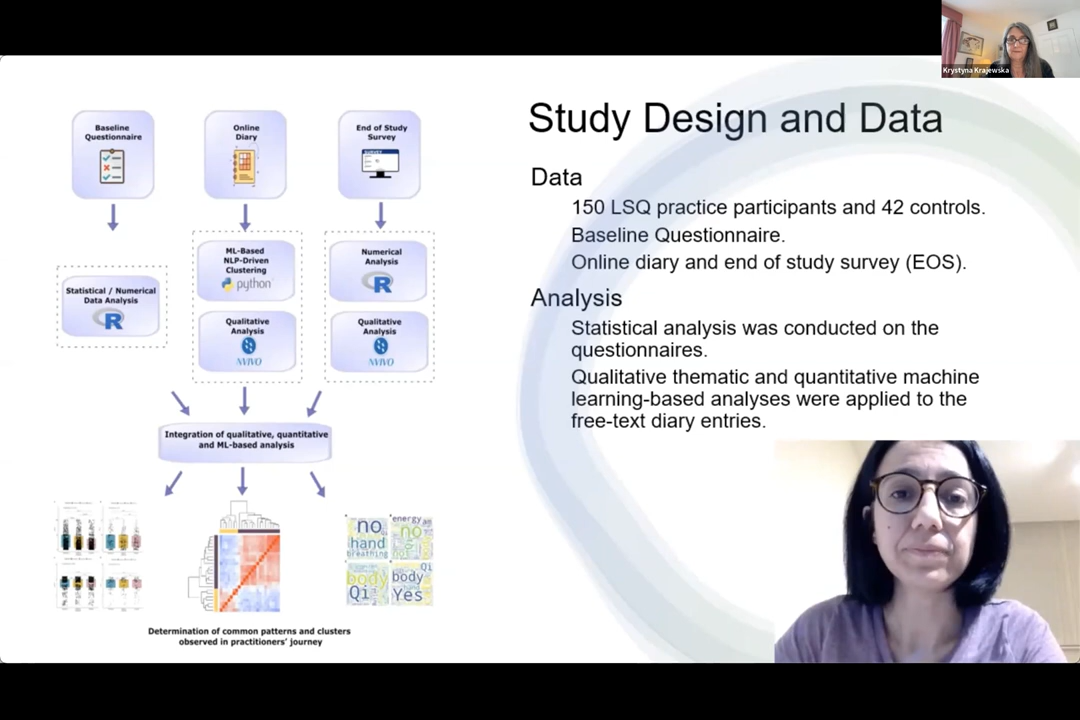 Krystyna Krajewska
Study Design and Data
Data
150 LSQ practice participants and 42 controls.
Baseline Questionnaire.
Online diary and end of study survey (EOS).
Analysis
Statistical analysis was conducted on the
questionnaires.
Qualitative thematic and quantitative machine
learning-based analyses were applied to the
free-text diary entries.
Baseline
Questionnaire
Online
Diary
End of Study
Survey
SURVEY
Statistical / Numerical
Data Analysis
R
ML-Based
NLP-Driven
Clustering
python
Qualitative
Analysis
NVIVO
Numerical
Analysis
R
Qualitative
Analysis
NVIVO
Integration of qualitative, quantitative
and ML-based analysis
no
hand
breathing
energy
no
body
Qi
Qi
body
Yes
Determination of common patterns and clusters
observed in practitioners' journey